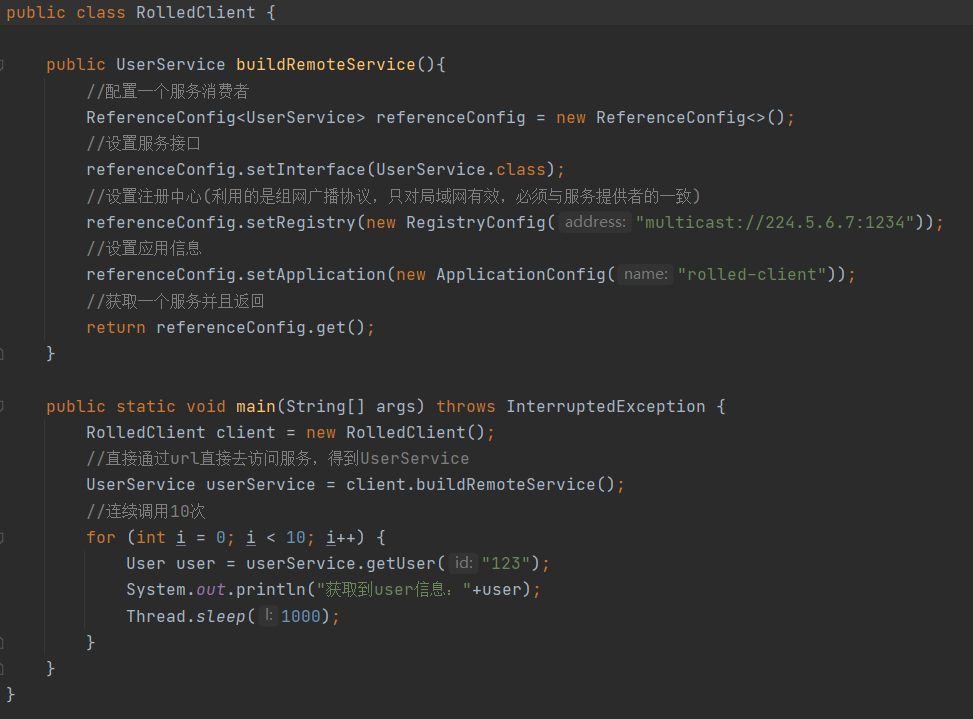 public class RolledClient {
public UserService buildRemoteService(){
//配置一个服务消费者
ReferenceConfig<UserService> referenceConfig = new ReferenceConfig<>();
//设置服务接口
referenceConfig.setInterface(UserService.class);
//设置注册中心(利用的是组网广播协议，只对局域网有效，必须与服务提供者的一致)
referenceConfig.setRegistry(new RegistryConfig( address: "multicast://224.5.6.7:1234"));
//设置应用信息
referenceConfig.setApplication(new ApplicationConfig( name: "rolled-client"));
//获取一个服务并且返回
return referenceConfig.get();
}
public static void main(String[] args) throws InterruptedException {
RolledClient client = new RolledClient();
//直接通过url直接去访问服务，得到UserService
UserService userService = client.buildRemoteService();
//连续调用10次
for (int i = 0; i < 10; i++) {
User user = userService.getUser( id: "123");
System.out.println("获取到user信息："+user);
Thread.sleep( l: 1000);
}
}
}